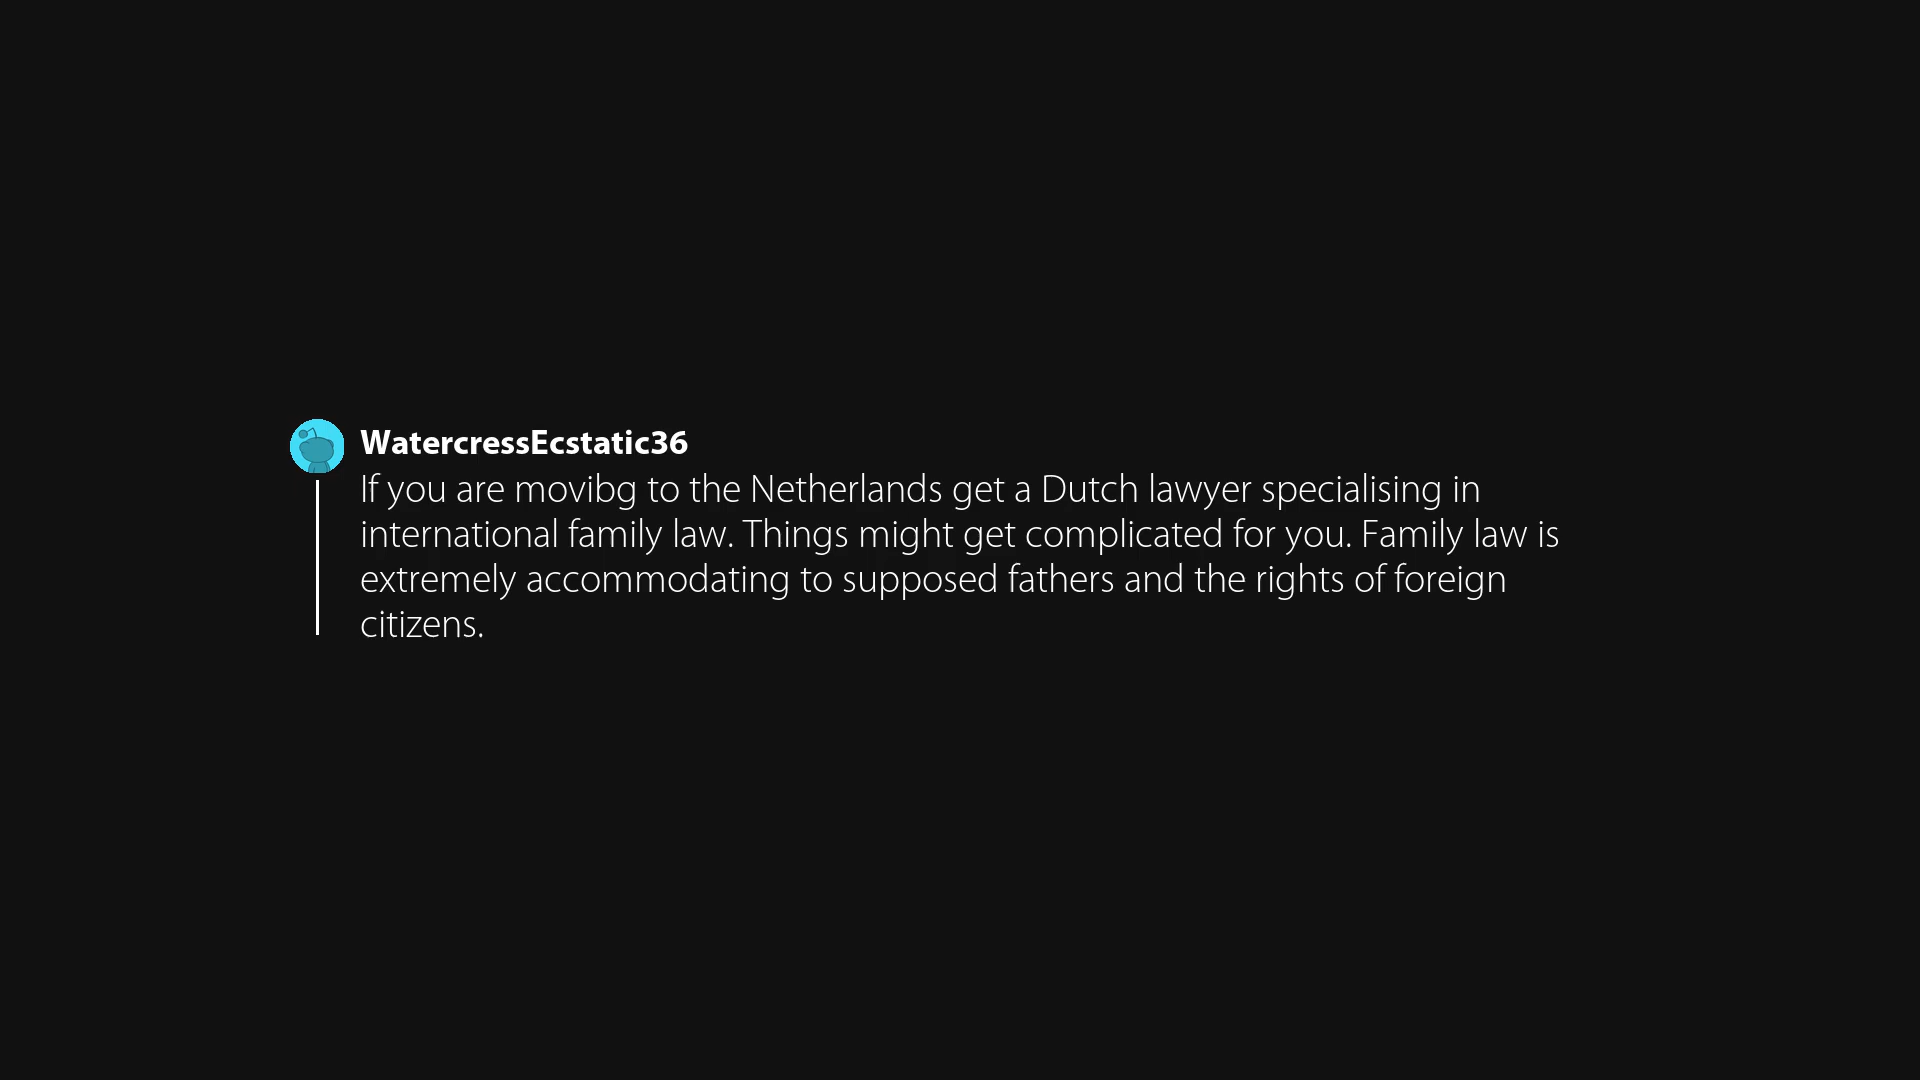 WatercressEcstatic36
If you are movibg to the Netherlands get a Dutch lawyer specialising in
international family law. Things might get complicated for you. Family law is
extremely accommodating to supposed fathers and the rights of foreign
citizens.